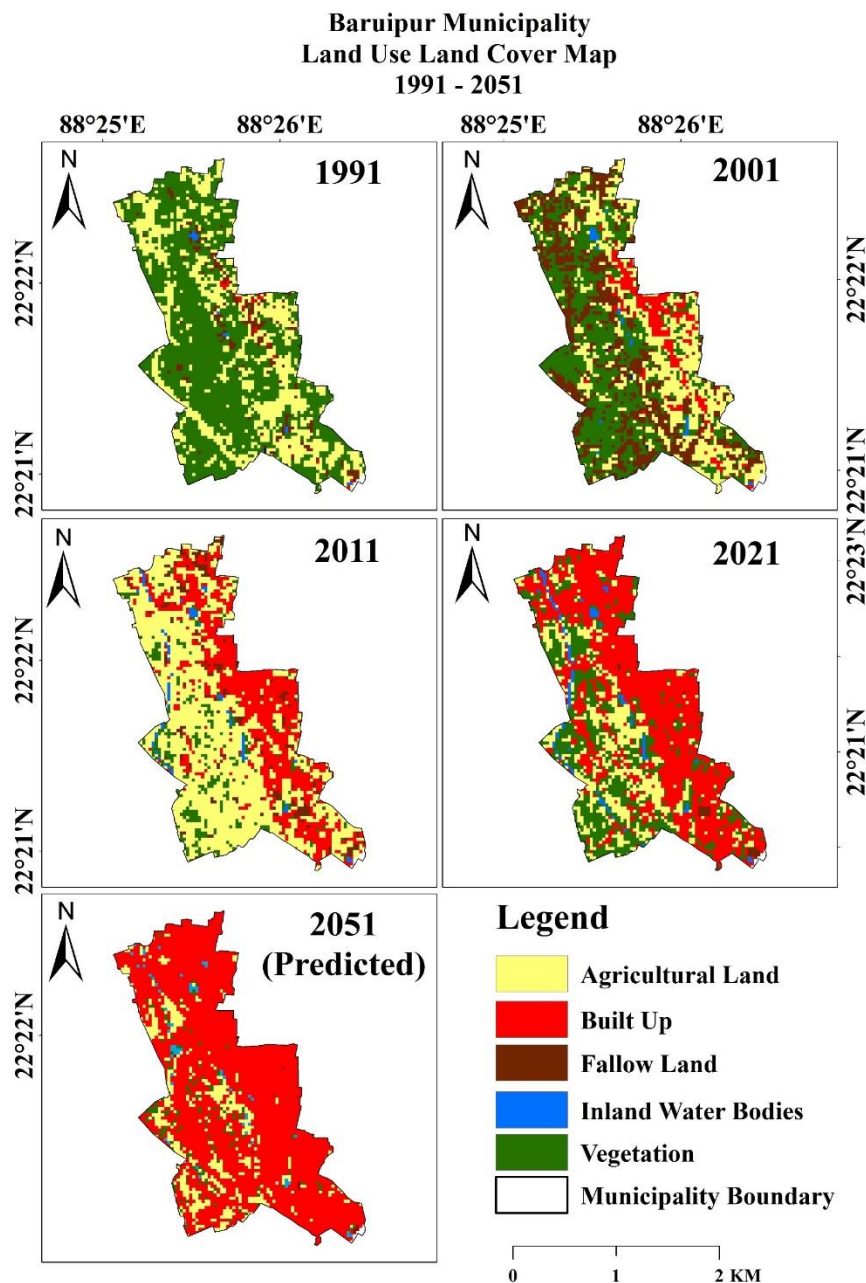 Baruipur Municipality
Land Use Land Cover Map
1991 - 2051
88°25'E 88°26'E 88°25'E 88°26'E
N
1991
22°22'N
22°21'N
N
2001
22°22'N
22°21'N
N
2011
22°22'N
22°21'N
N
2021
22°23'N
22°21'N
N
2051
(Predicted)
22°22'N
Legend
Agricultural Land
Built Up
Fallow Land
Inland Water Bodies
Vegetation
Municipality Boundary
0 1 2 KM